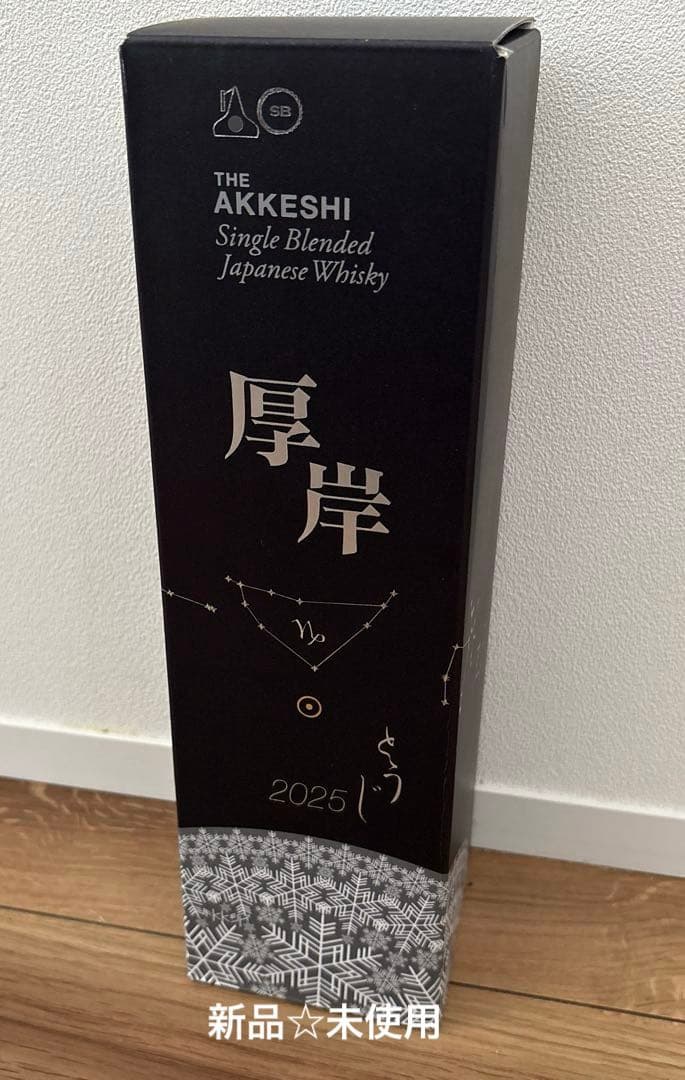 SB
THE
AKKESHI
Single Blended
Japanese Whisky
厚岸
2025
とうじ
新品☆未使用